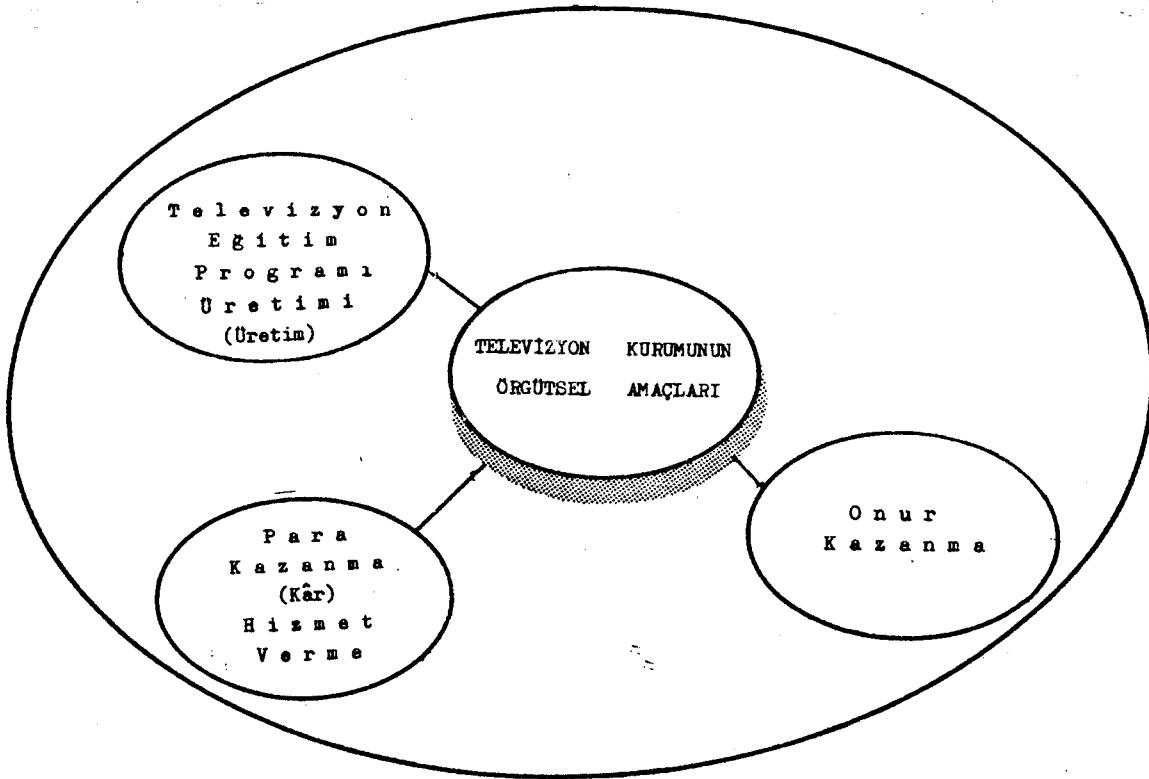 Televizyon
Eğitim
Programı
Üretimi
(Üretim)
TELEVİZYON KURUMUNUN
ÖRGÜTSEL AMAÇLARI
Para
Kazanma
(Kâr)
Hizmet
Verme
Onur
Kazanma